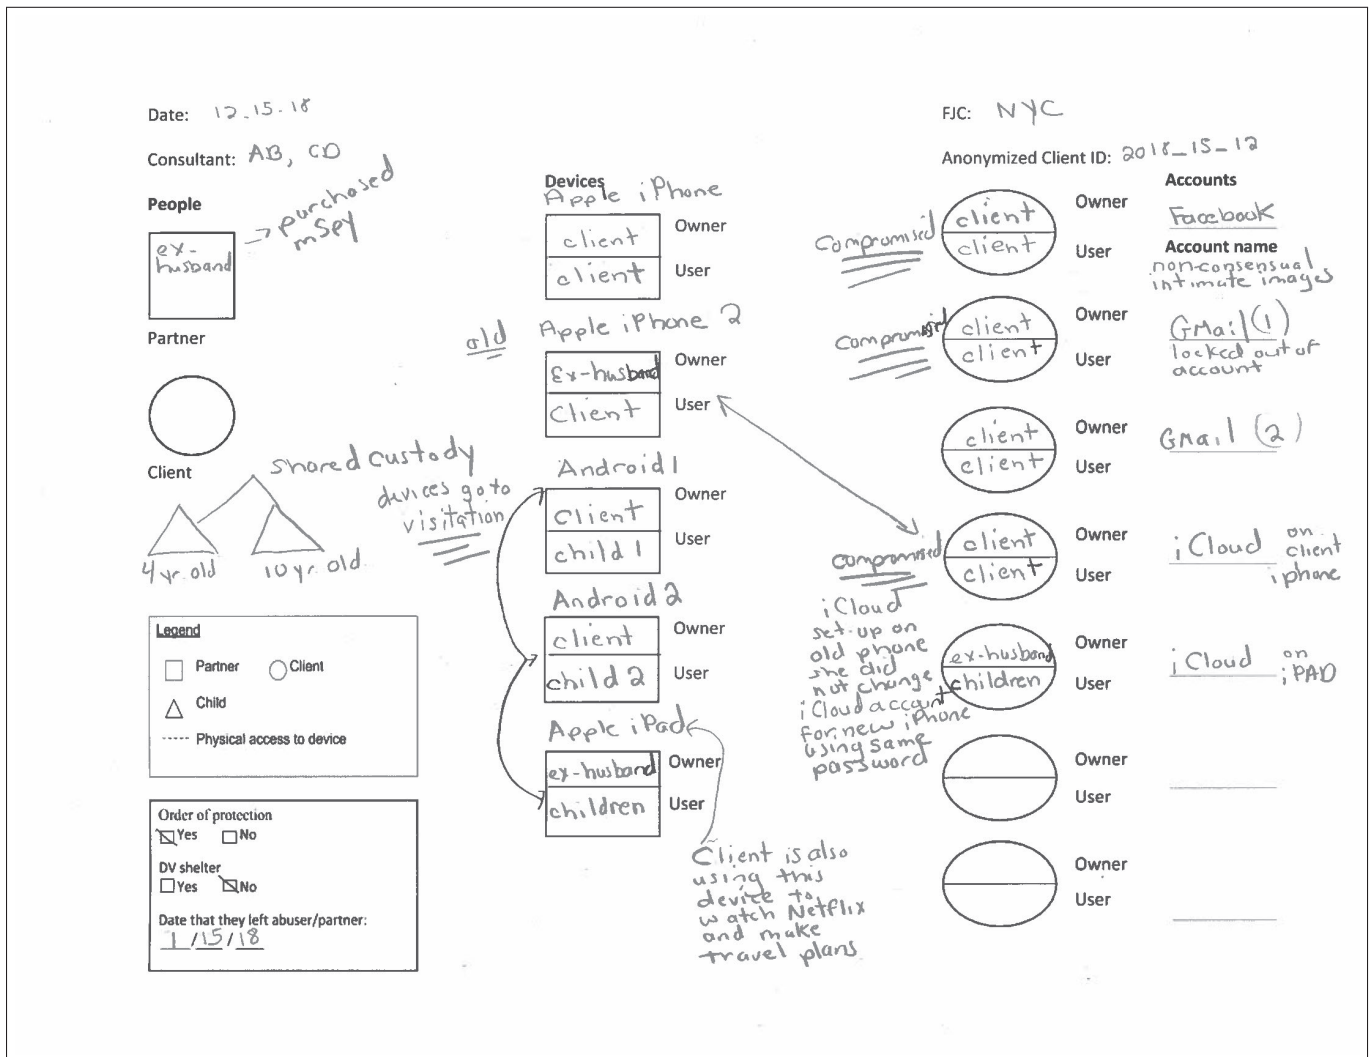 Date: 12.15.18
FJC: NYC
Consultant: AB, CD
Anonymized Client ID: 2018_15_12
People
ex-
husband
purchased
mSpy
Partner
Client
shared custody
4 yr. old
10 yr. old
devices go to
visitation
Legend
Partner
Client
Child
Physical access to device
Order of protection
Yes
No
DV shelter
Yes
No
Date that they left abuser/partner:
1/15/18
Devices
Apple iPhone
client
Owner
client
User
old
Apple iPhone 2
Ex-husband
Owner
Client
User
Android 1
Client
Owner
child 1
User
Android 2
client
Owner
child 2
User
Apple iPad
ex-husband
Owner
children
User
Client is also
using this
device to
watch Netflix
and make
travel plans
Accounts
compromised
client
Owner
client
User
Facebook
Account name
non-consensual
intimate images
compromised
client
Owner
client
User
GMail (1)
locked out of
account
client
Owner
client
User
GMail (2)
compromised
client
Owner
client
User
iCloud
on
client
iphone
iCloud
set-up on
old phone
she did
not change
iCloud account
for new iPhone
using same
password
ex-husband
Owner
children
User
iCloud
on
iPAD
Owner
User
Owner
User